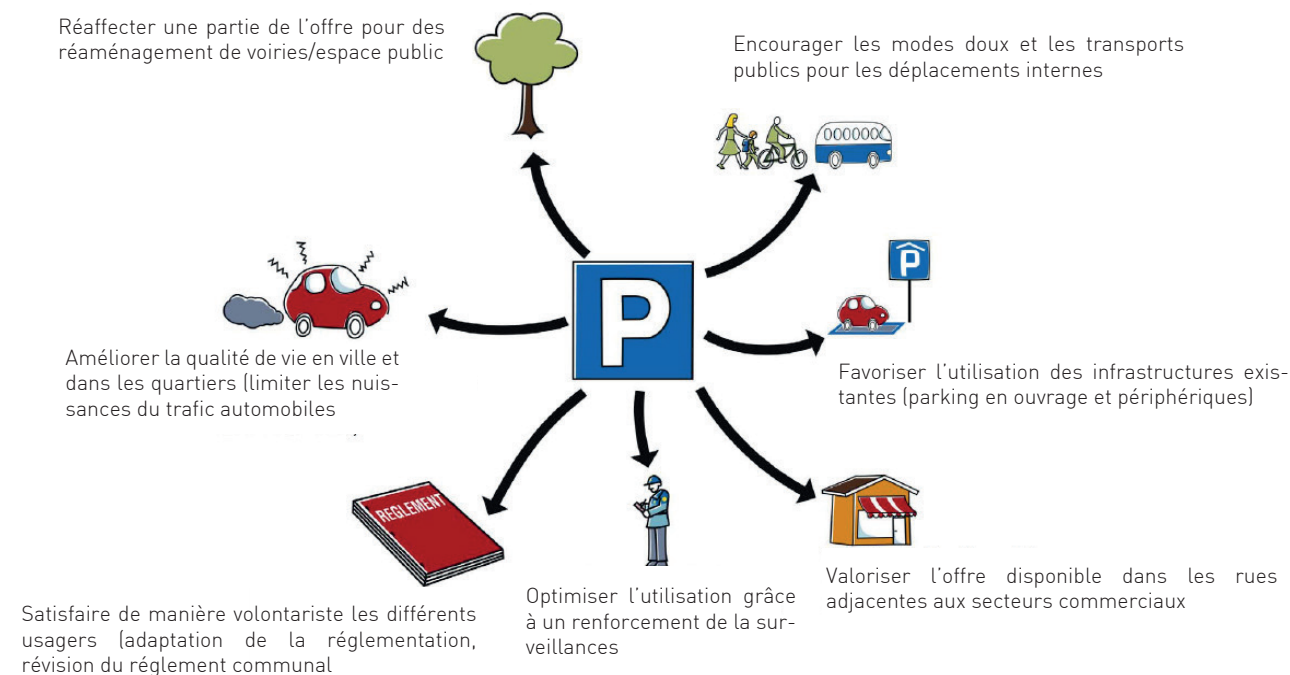 Réaffecter une partie de l'offre pour des
réaménagement de voiries/espace public
Encourager les modes doux et les transports
publics pour les déplacements internes
P
P
Améliorer la qualité de vie en ville et
dans les quartiers (limiter les nuis-
sances du trafic automobiles
Favoriser l'utilisation des infrastructures exis-
tantes (parking en ouvrage et périphériques)
REGLEMENT
Satisfaire de manière volontariste les différents
usagers (adaptation de la réglementation,
révision du réglement communal
Optimiser l'utilisation grâce
à un renforcement de la sur-
veillances
Valoriser l'offre disponible dans les rues
adjacentes aux secteurs commerciaux